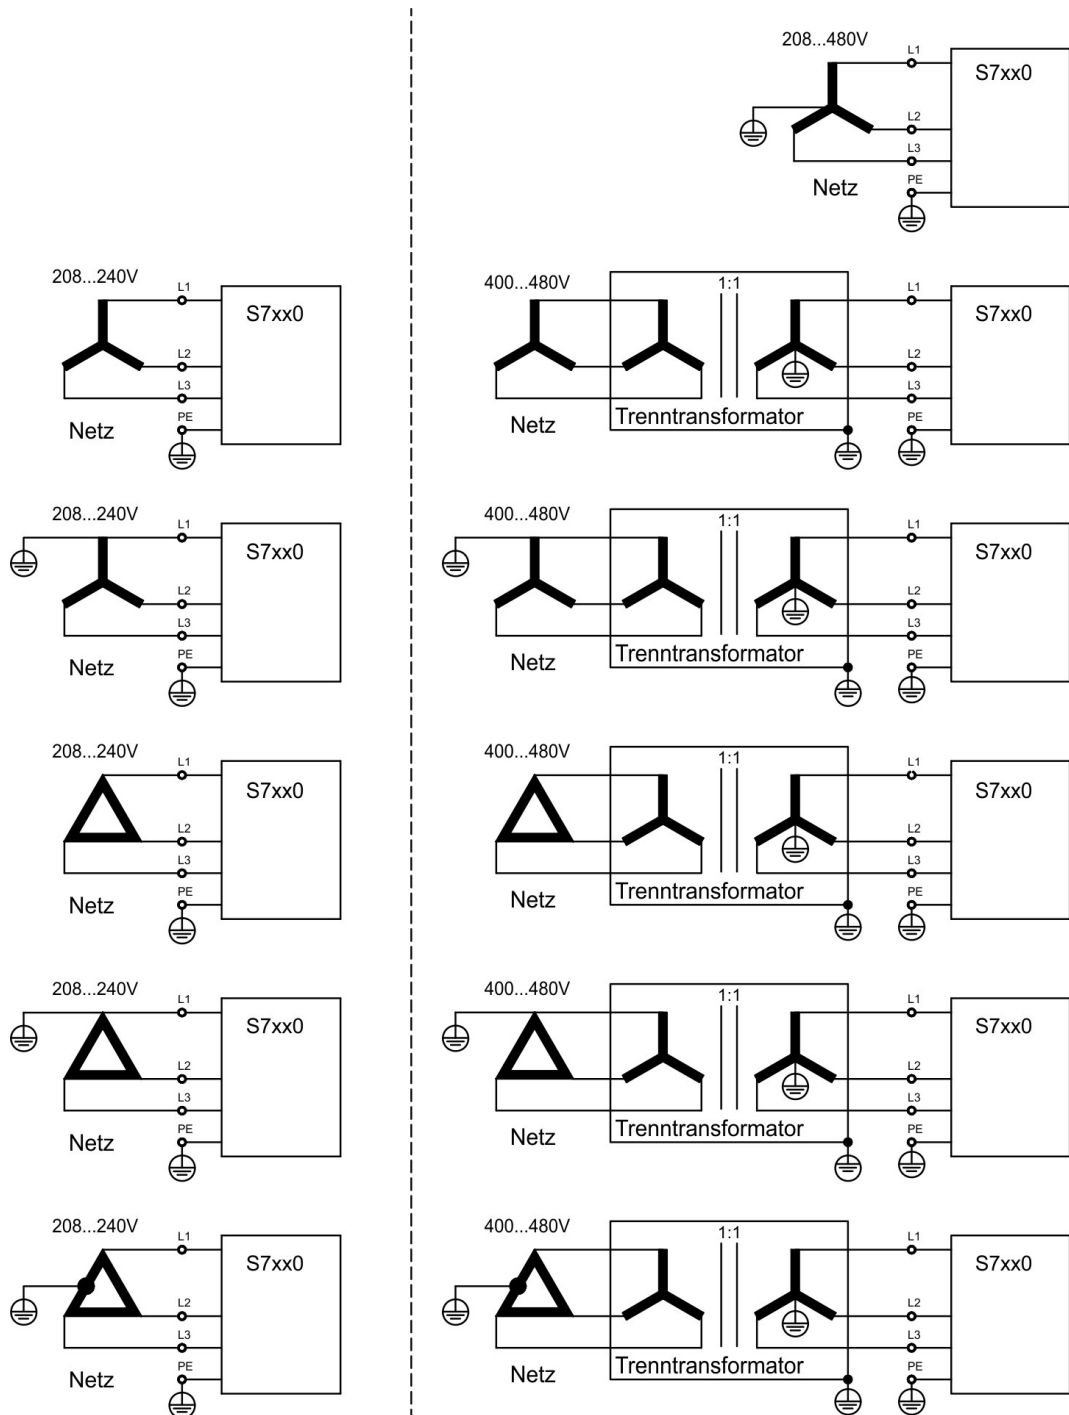 208...480V
L1
S7xx0
L2
L3
PE
Netz
208...240V
L1
S7xx0
L2
L3
PE
Netz
400...480V
1:1
L1
S7xx0
L2
L3
PE
Netz
Trenntransformator
208...240V
L1
S7xx0
L2
L3
PE
Netz
400...480V
1:1
L1
S7xx0
L2
L3
PE
Netz
Trenntransformator
208...240V
L1
S7xx0
L2
L3
PE
Netz
400...480V
1:1
L1
S7xx0
L2
L3
PE
Netz
Trenntransformator
208...240V
L1
S7xx0
L2
L3
PE
Netz
400...480V
1:1
L1
S7xx0
L2
L3
PE
Netz
Trenntransformator
208...240V
L1
S7xx0
L2
L3
PE
Netz
400...480V
1:1
L1
S7xx0
L2
L3
PE
Netz
Trenntransformator